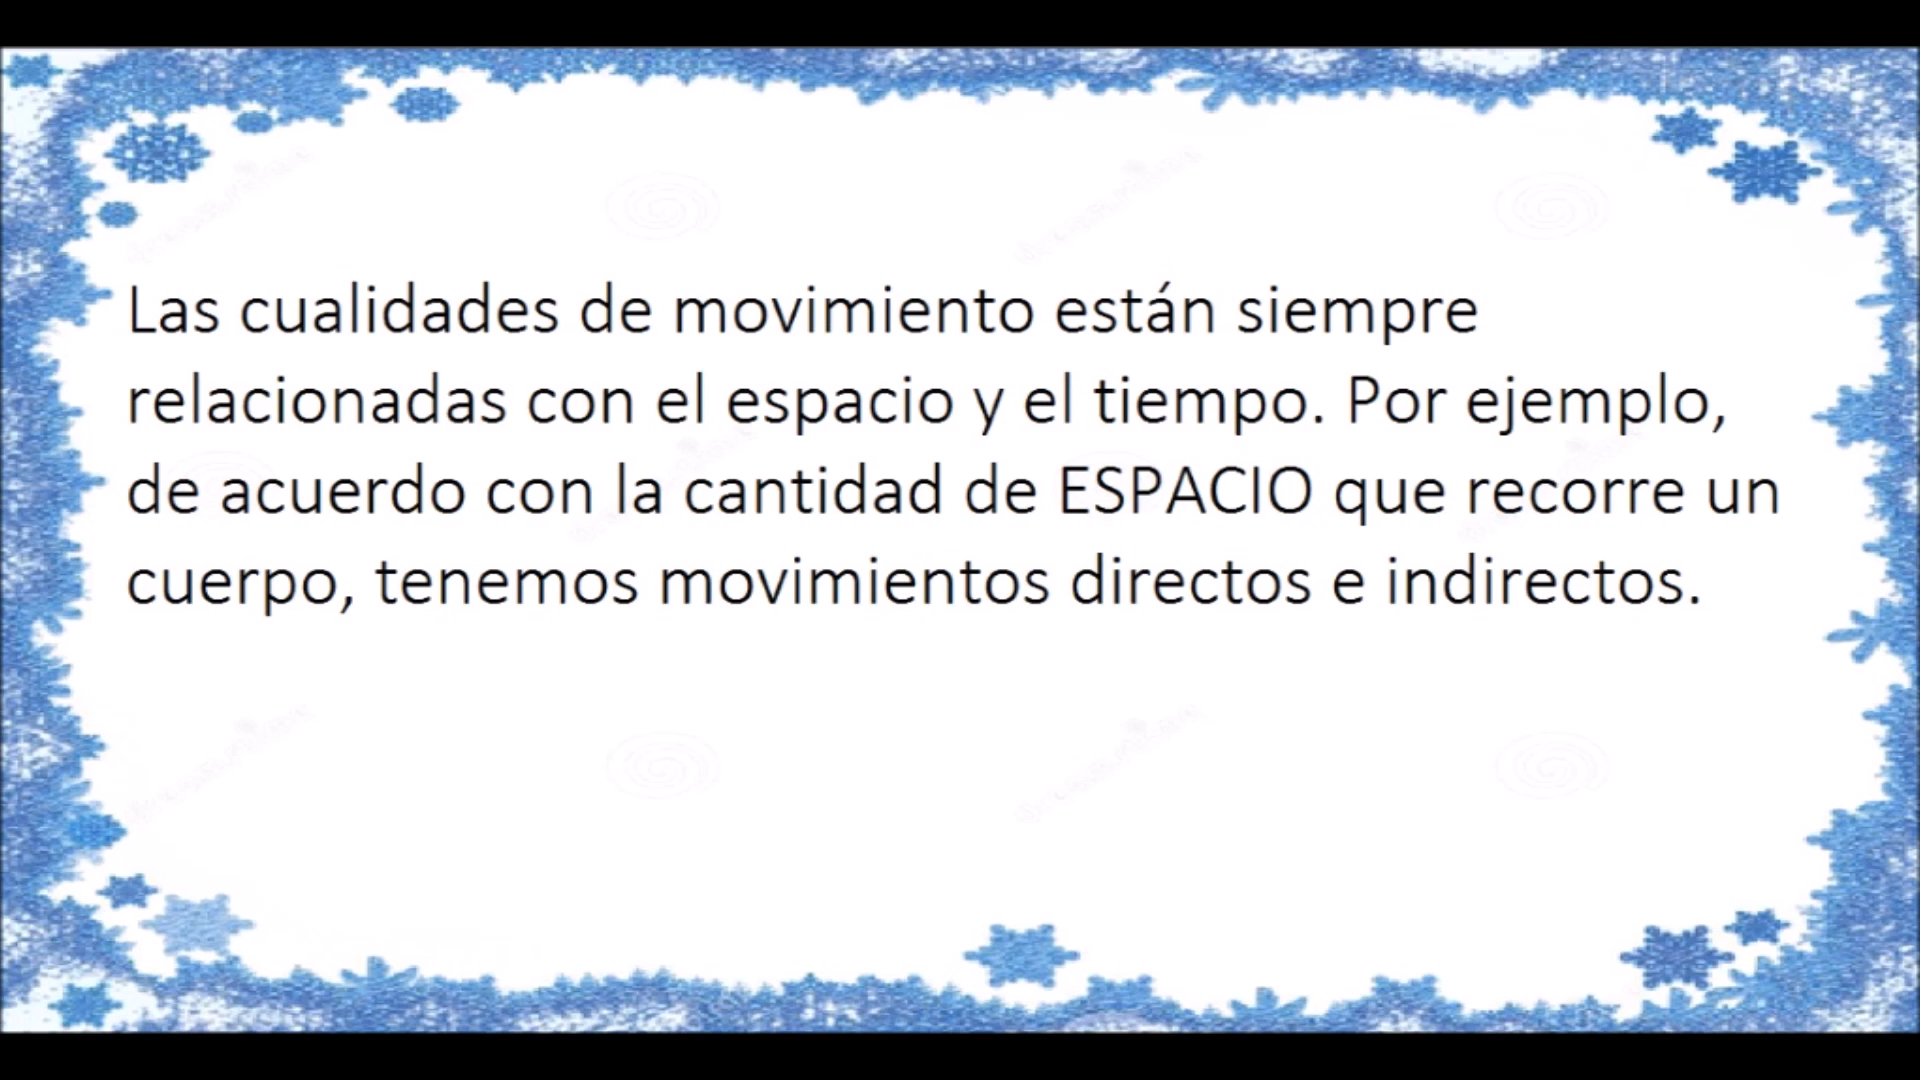 Las cualidades de movimiento están siempre
relacionadas con el espacio y el tiempo. Por ejemplo,
de acuerdo con la cantidad de ESPACIO que recorre un
cuerpo, tenemos movimientos directos e indirectos.